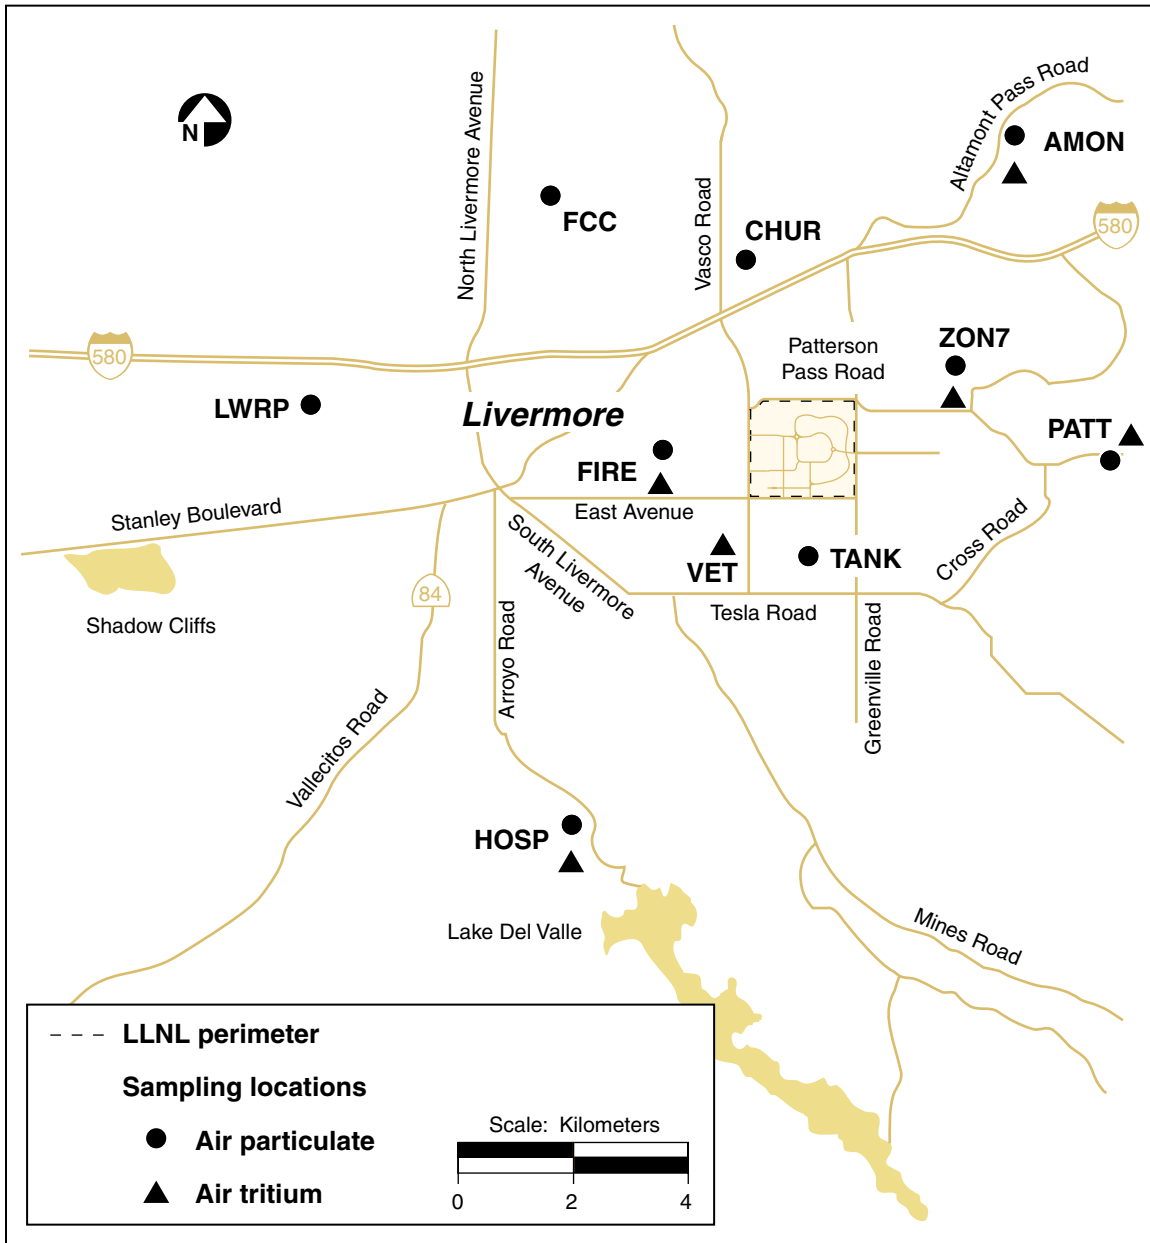 North Livermore Avenue
Altamont Pass Road
N
AMON
FCC
Vasco Road
CHUR
580
580
Patterson
Pass Road
ZON7
LWRP
Livermore
PATT
FIRE
Stanley Boulevard
East Avenue
South Livermore
Avenue
Cross Road
VET
TANK
84
Shadow Cliffs
Tesla Road
Arroyo Road
Greenville Road
Vallecitos Road
HOSP
Lake Del Valle
Mines Road
LLNL perimeter
Sampling locations
Air particulate
Air tritium
Scale: Kilometers
0 2 4